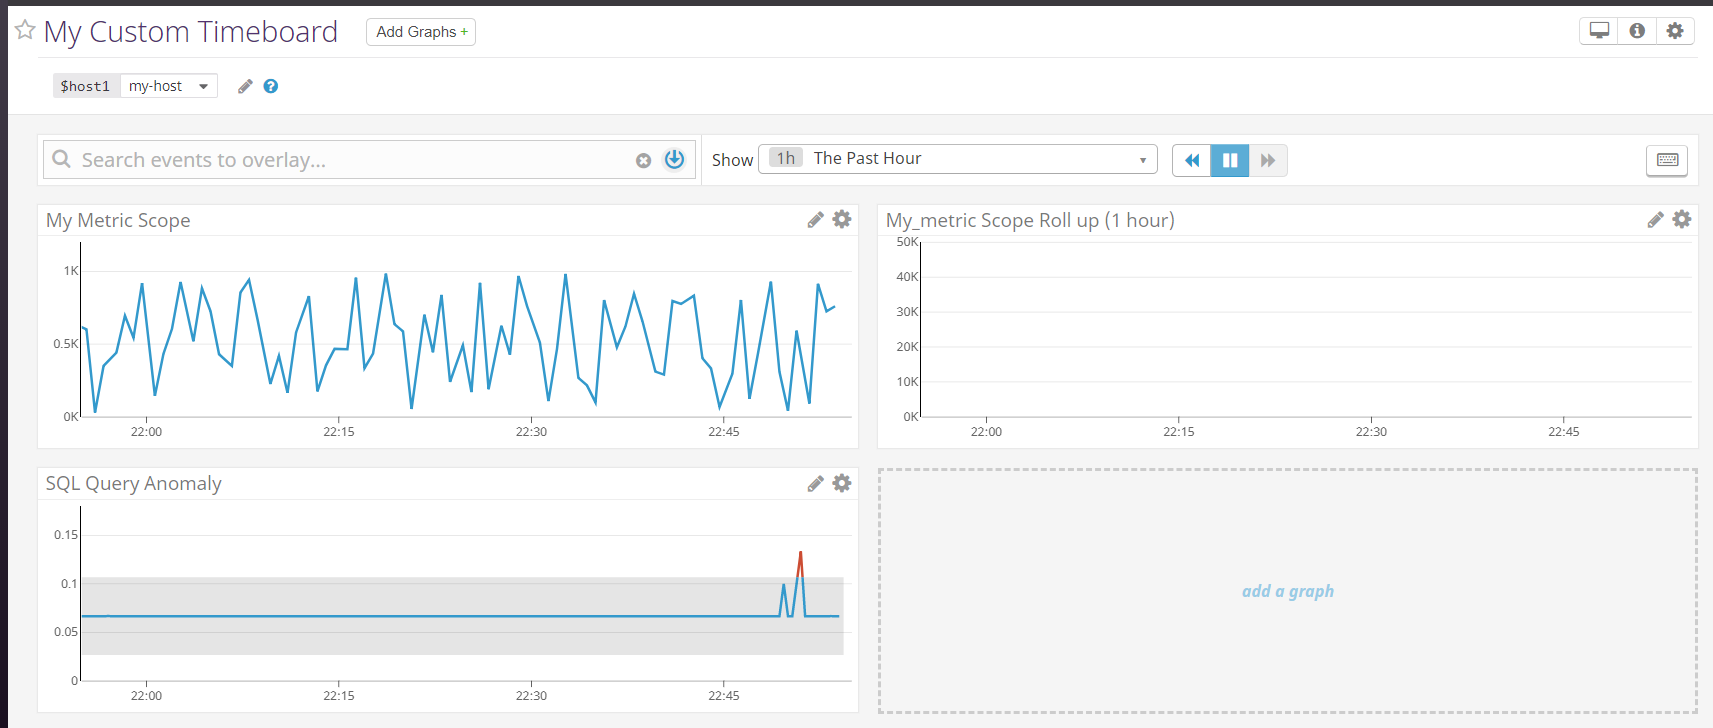 My Custom Timeboard Add Graphs +
$host1 my-host
Search events to overlay... Show 1h The Past Hour
My Metric Scope
1K
0.5K
0K
22:00 22:15 22:30 22:45
My_metric Scope Roll up (1 hour)
50K
40K
30K
20K
10K
0K
22:00 22:15 22:30 22:45
SQL Query Anomaly
0.15
0.1
0.05
0
22:00 22:15 22:30 22:45
add a graph